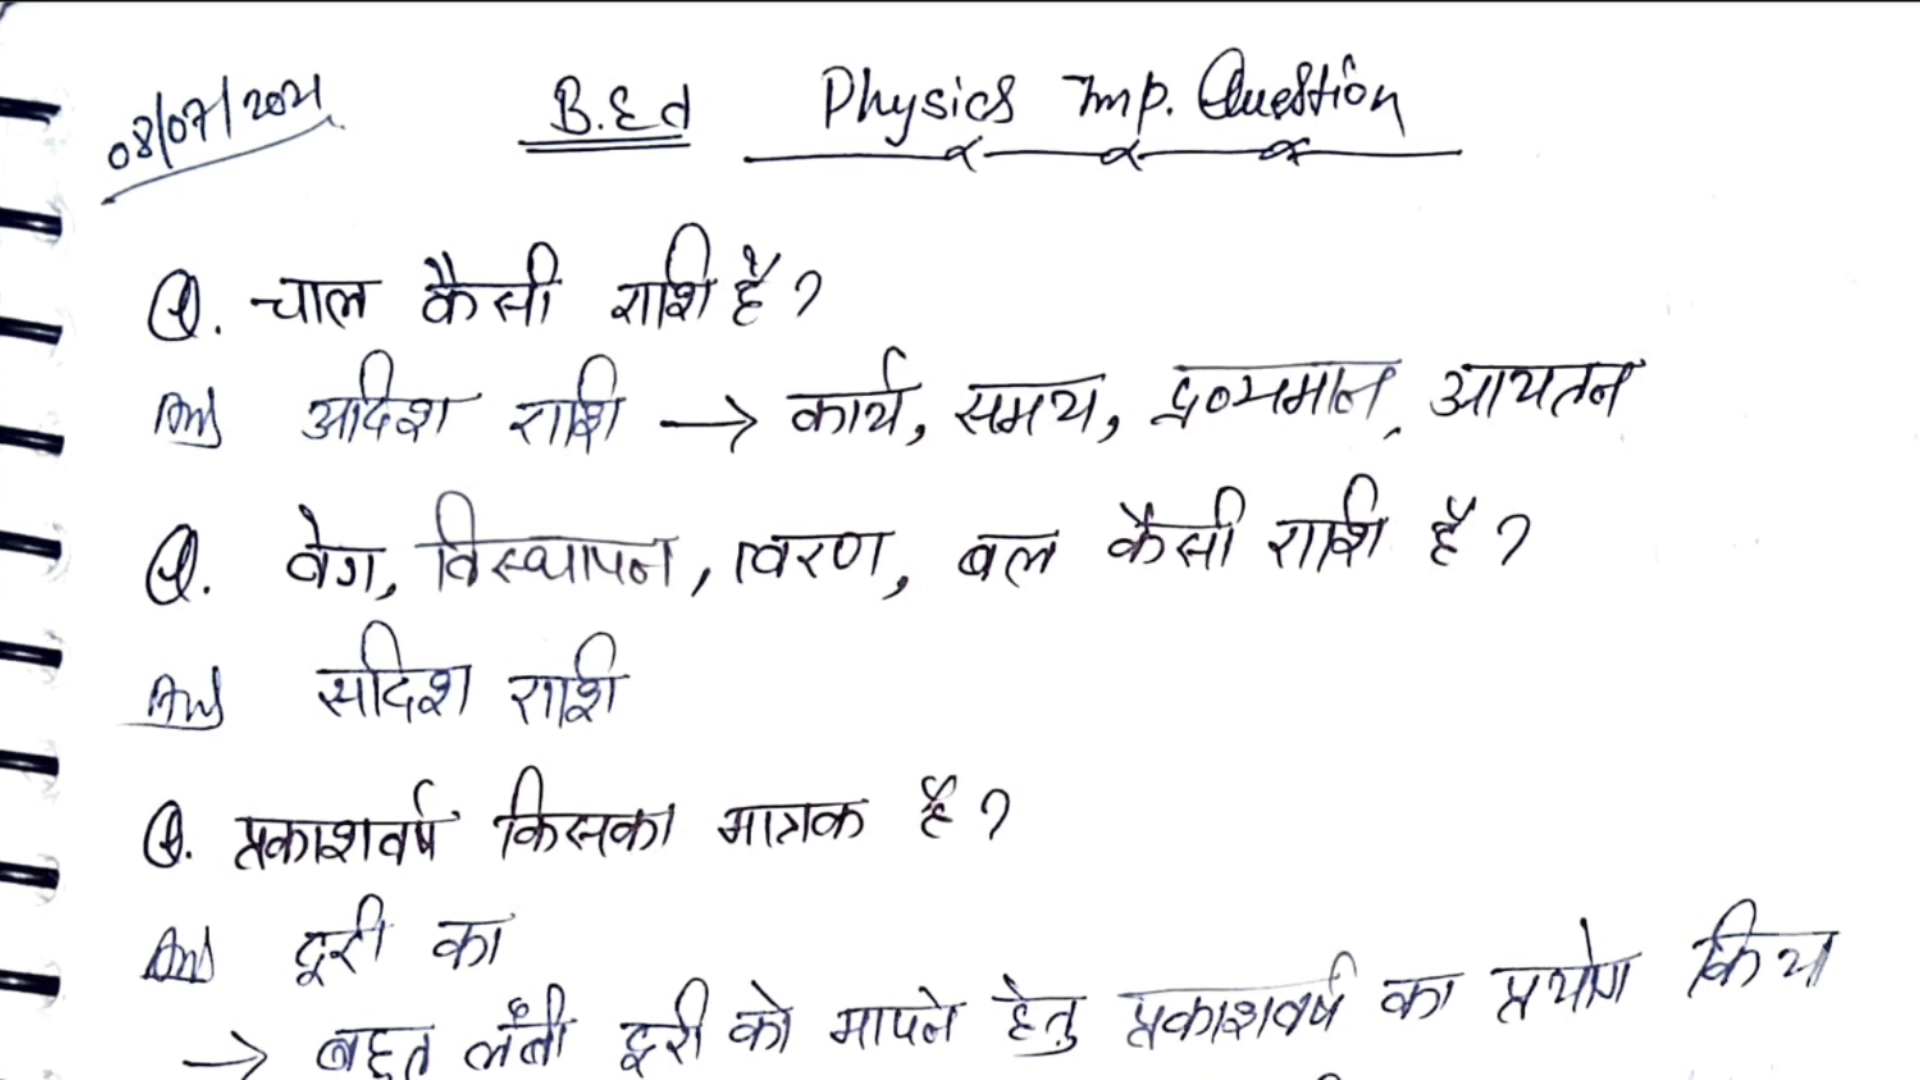 08/07/2021 B.Ed Physics Imp. Question
Q. चाल कैसी राशि है?
Ans अदिश राशि → कार्य, समय, द्रव्यमान, आयतन
Q. वेग, विस्थापन, त्वरण, बल कैसी राशि है?
Ans सदिश राशि
Q. प्रकाशवर्ष किसका मात्रक है?
Ans दूरी का
→ बहुत लंबी दूरी को मापने हेतु प्रकाशवर्ष का प्रयोग किया